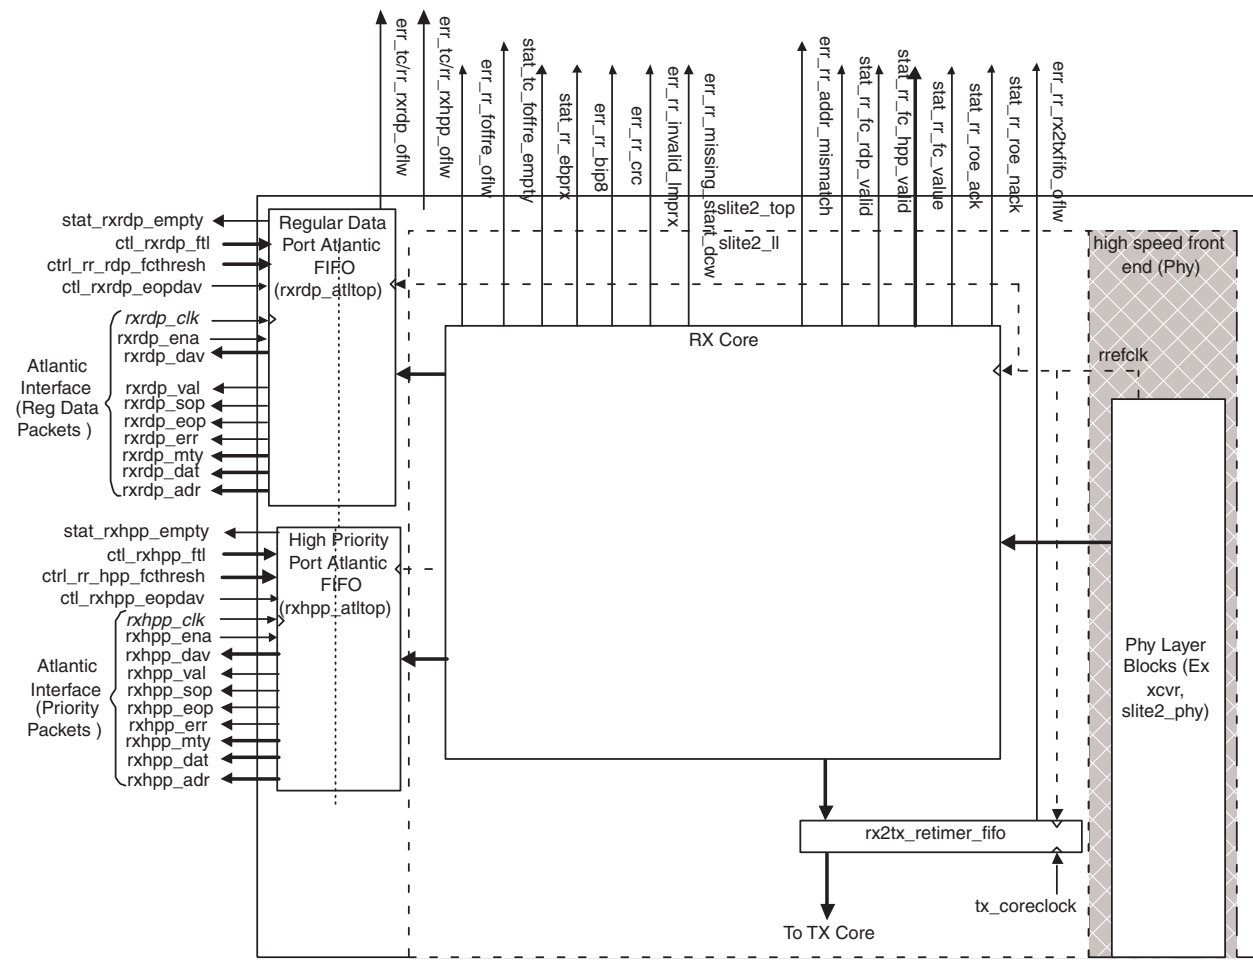 err_tc/rr_rxrdp_oflw
err_tc/rr_rxhpp_oflw
err_rr_foffre_oflw
stat_tc_foffre_empty
stat_rr_ebprx
err_rr_bip8
err_rr_crc
err_rr_invalid_lmprx
err_rr_missing_start_dcw
err_rr_addr_mismatch
stat_rr_fc_rdp_valid
stat_rr_fc_hpp_valid
stat_rr_fc_value
stat_rr_roe_ack
stat_rr_roe_nack
err_rr_rx2txfifo_oflw
slite2_top
slite2_ll
stat_rxrdp_empty
ctl_rxrdp_ftl
ctrl_rr_rdp_fcthresh
ctl_rxrdp_eopdav
rxrdp_clk
rxrdp_ena
rxrdp_dav
rxrdp_val
rxrdp_sop
rxrdp_eop
rxrdp_err
rxrdp_mty
rxrdp_dat
rxrdp_adr
Atlantic
Interface
(Reg Data
Packets )
Regular Data
Port Atlantic
FIFO
(rxrdp_atltop)
stat_rxhpp_empty
ctl_rxhpp_ftl
ctrl_rr_hpp_fcthresh
ctl_rxhpp_eopdav
rxhpp_clk
rxhpp_ena
rxhpp_dav
rxhpp_val
rxhpp_sop
rxhpp_eop
rxhpp_err
rxhpp_mty
rxhpp_dat
rxhpp_adr
Atlantic
Interface
(Priority
Packets )
High Priority
Port Atlantic
FIFO
(rxhpp_atltop)
RX Core
high speed front
end (Phy)
rrefclk
Phy Layer
Blocks (Ex
xcvr,
slite2_phy)
rx2tx_retimer_fifo
tx_coreclock
To TX Core